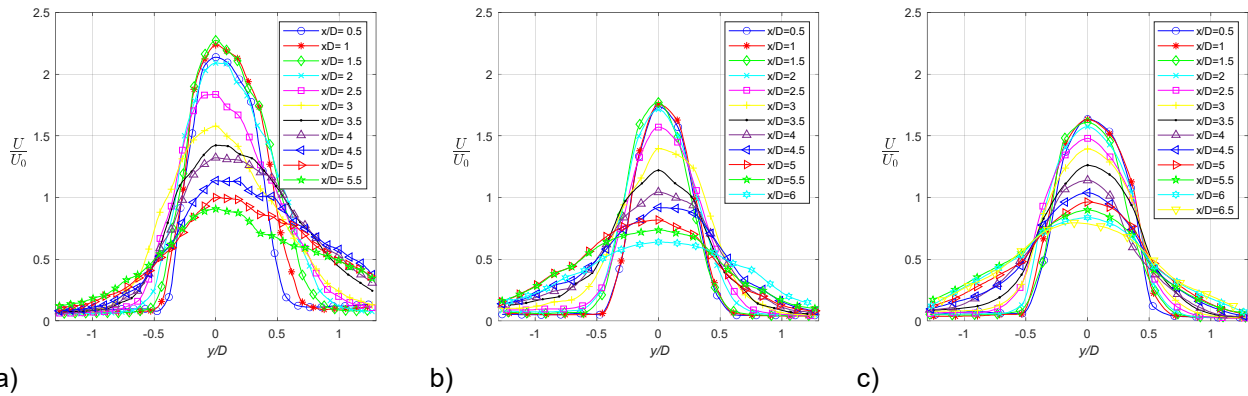 2.5
2
1.5
1
0.5
0
U
U0
-1
-0.5
0
0.5
1
y/D
x/D= 0.5
xD= 1
x/D= 1.5
x/D= 2
x/D= 2.5
x/D= 3
x/D= 3.5
x/D= 4
x/D= 4.5
x/D= 5
x/D= 5.5
a)
2.5
2
1.5
1
0.5
0
U
U0
-1
-0.5
0
0.5
1
y/D
x/D=0.5
x/D=1
x/D=1.5
x/D=2
x/D=2.5
x/D=3
x/D=3.5
x/D=4
x/D=4.5
x/D=5
x/D=5.5
x/D=6
b)
2.5
2
1.5
1
0.5
0
U
U0
-1
-0.5
0
0.5
1
y/D
x/D=0.5
x/D=1
x/D=1.5
x/D=2
x/D=2.5
x/D=3
x/D=3.5
x/D=4
x/D=4.5
x/D=5
x/D=5.5
x/D=6
x/D=6.5
c)